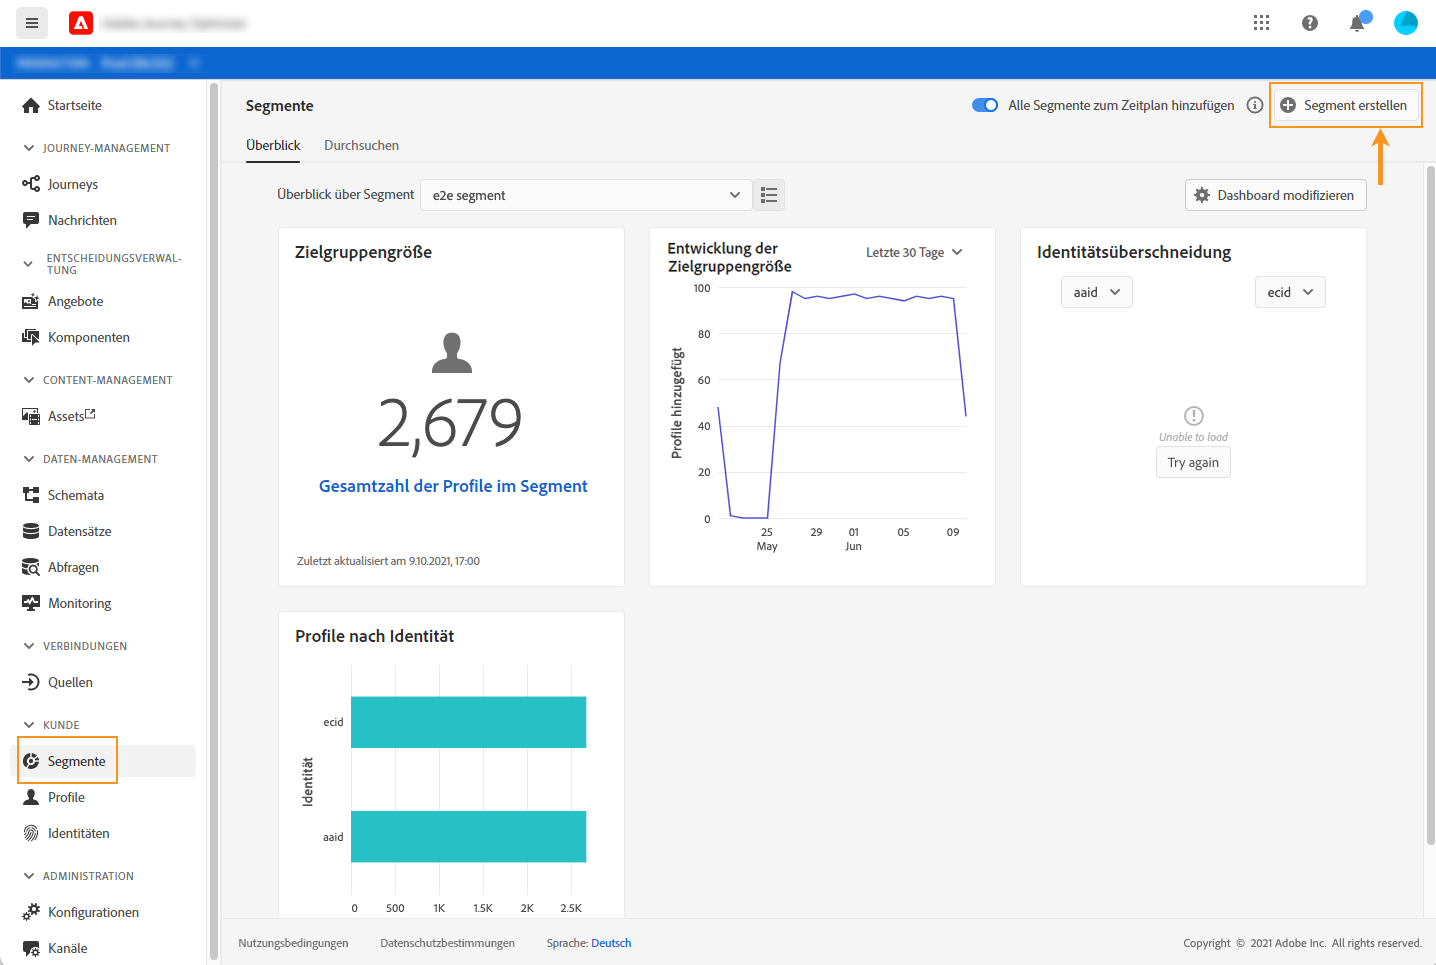 Startseite
JOURNEY-MANAGEMENT
Journeys
Nachrichten
ENTSCHEIDUNGSVERWAL-
TUNG
Angebote
Komponenten
CONTENT-MANAGEMENT
Assets
DATEN-MANAGEMENT
Schemata
Datensätze
Abfragen
Monitoring
VERBINDUNGEN
Quellen
KUNDE
Segmente
Profile
Identitäten
ADMINISTRATION
Konfigurationen
Kanäle
Segmente
Alle Segmente zum Zeitplan hinzufügen
Segment erstellen
Überblick
Durchsuchen
Überblick über Segment
e2e segment
Dashboard modifizieren
Zielgruppengröße
2,679
Gesamtzahl der Profile im Segment
Zuletzt aktualisiert am 9.10.2021, 17:00
Entwicklung der
Zielgruppengröße
Letzte 30 Tage
Profile hinzugefügt
100
80
60
40
20
0
25
May
29
01
Jun
05
09
Identitätsüberschneidung
aaid
ecid
Unable to load
Try again
Profile nach Identität
Identität
ecid
aaid
0
500
1K
1.5K
2K
2.5K
Nutzungsbedingungen
Datenschutzbestimmungen
Sprache: Deutsch
Copyright © 2021 Adobe Inc. All rights reserved.